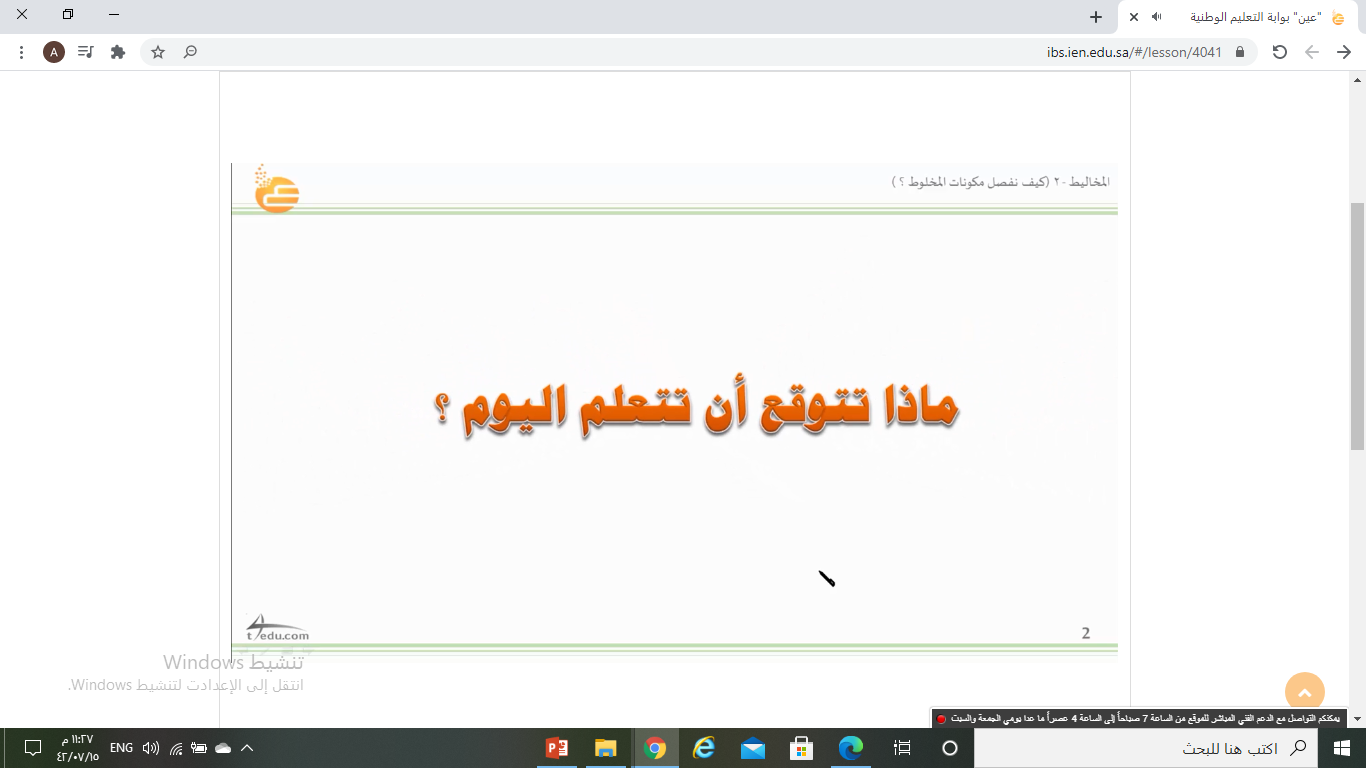 "عين" بوابة التعليم الوطنية
ibs.ien.edu.sa/#/lesson/4041
A
المخاليط -٢ (كيف نفصل مكونات المخلوط ؟ )
ماذا تتوقع أن تتعلم اليوم ؟
t4edu.com
2
تنشيط Windows
انتقل إلى الإعدادات لتنشيط Windows.
يمكنكم التواصل مع الدعم الفني المباشر للموقع من الساعة 7 صباحاً إلى الساعة 4 عصراً ما عدا يومي الجمعة والسبت
اكتب هنا للبحث
ENG
١١:٢٧ م
٤٢/٠٧/١٥